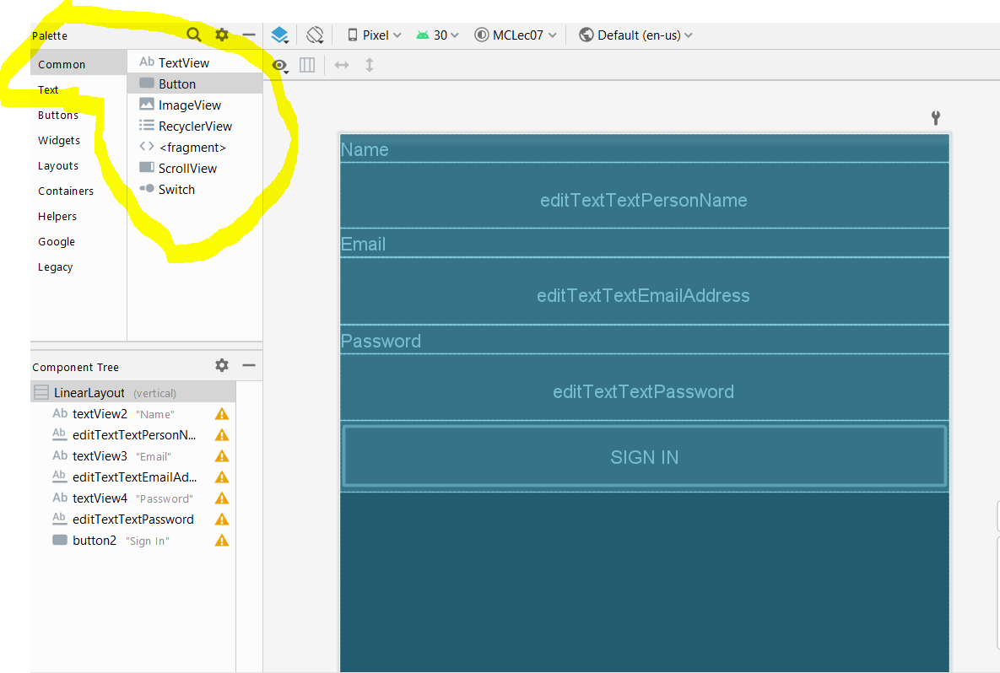 Palette
Pixel
30
MCLec07
Default (en-us)
Common
Text
Buttons
Widgets
Layouts
Containers
Helpers
Google
Legacy
Ab TextView
Button
ImageView
RecyclerView
<fragment>
ScrollView
Switch
Component Tree
LinearLayout (vertical)
Ab textView2 "Name"
Ab editTextTextPersonN...
Ab textView3 "Email"
Ab editTextTextEmailAd...
Ab textView4 "Password"
Ab editTextTextPassword
button2 "Sign In"
Name
editTextTextPersonName
Email
editTextTextEmailAddress
Password
editTextTextPassword
SIGN IN